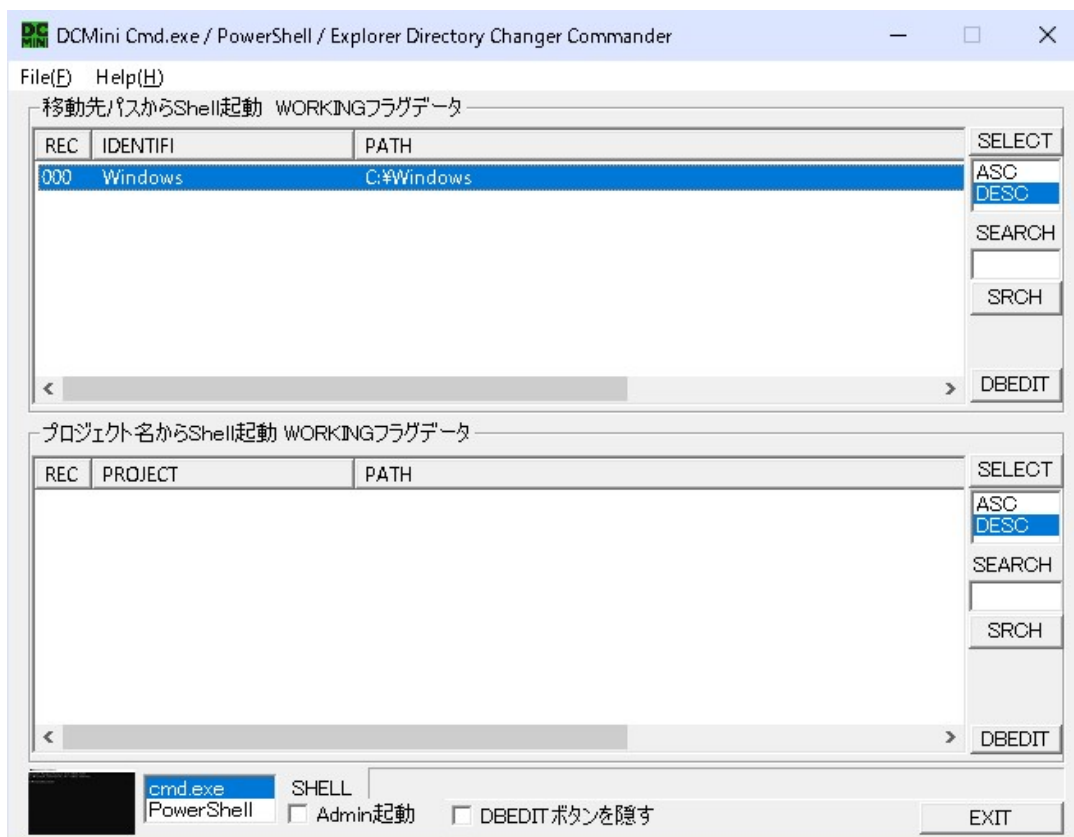 DC MINI DCMini Cmd.exe / PowerShell / Explorer Directory Changer Commander
File(F) Help(H)
移動先パスからShell起動 WORKINGフラグデータ
REC IDENTIFI PATH SELECT
000 Windows C:¥Windows ASC
DESC
SEARCH
SRCH
DBEDIT
プロジェクト名からShell起動 WORKINGフラグデータ
REC PROJECT PATH SELECT
ASC
DESC
SEARCH
SRCH
DBEDIT
cmd.exe SHELL
PowerShell Admin起動 DBEDITボタンを隠す EXIT